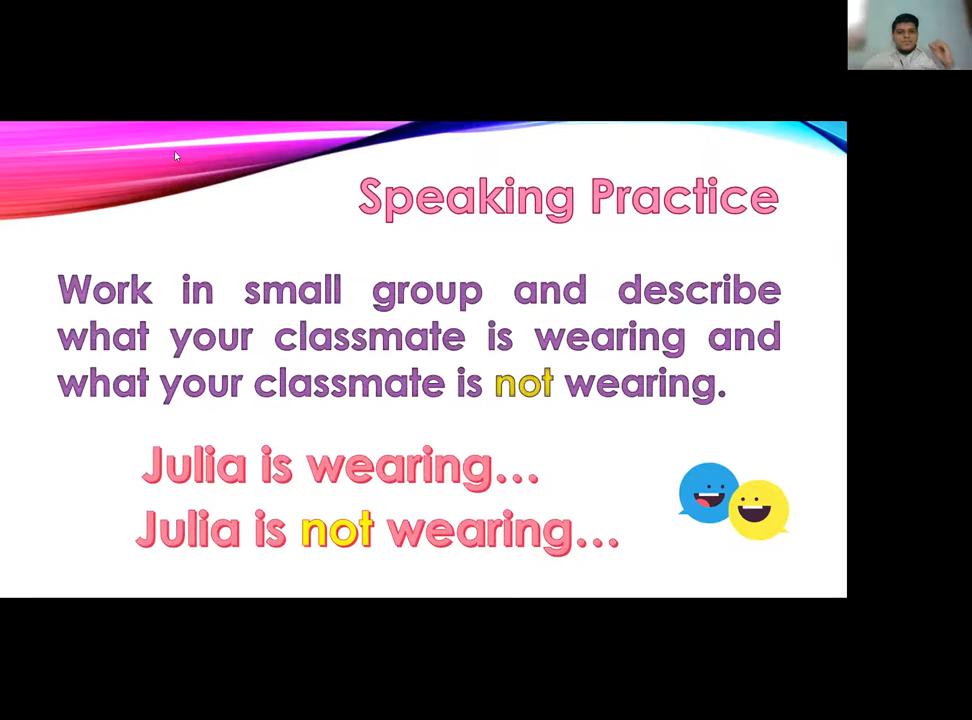 Speaking Practice
Work in small group and describe
what your classmate is wearing and
what your classmate is not wearing.
Julia is wearing...
Julia is not wearing...